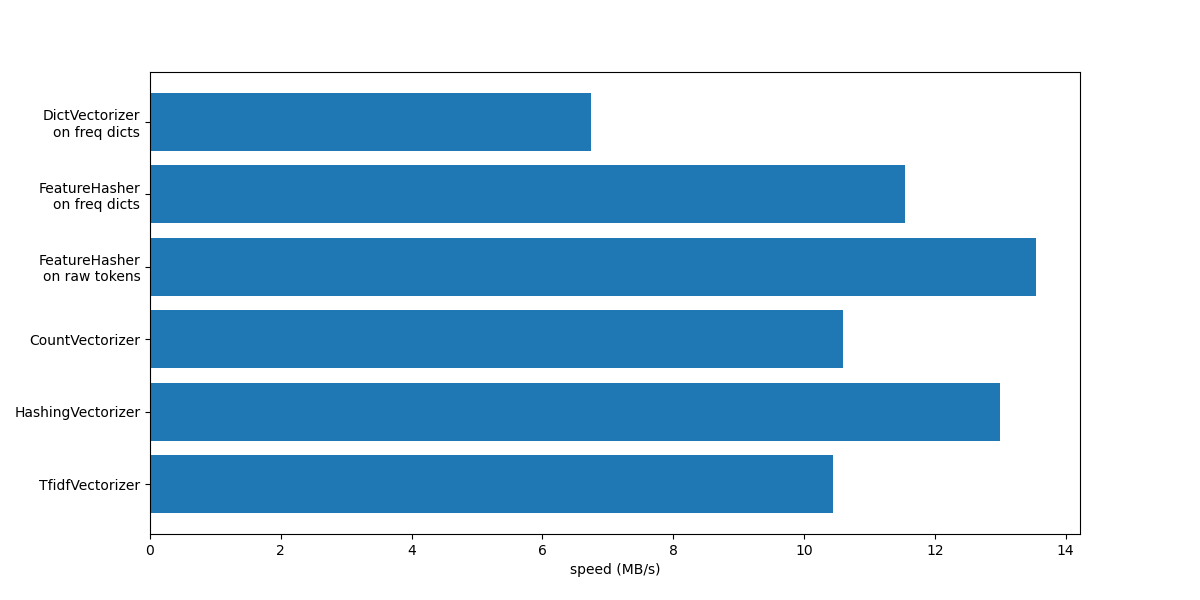 DictVectorizer
on freq dicts
FeatureHasher
on freq dicts
FeatureHasher
on raw tokens
CountVectorizer
HashingVectorizer
TfidfVectorizer
0 2 4 6 8 10 12 14
speed (MB/s)